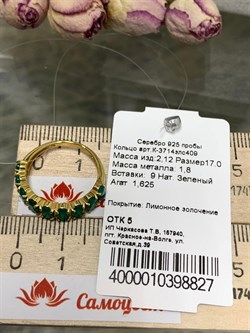 Серебро 925 пробы
Кольцо арт.К-3714злс409
Масса изд:2,12 Размер17.0
Масса металла: 1,8
Вставки: 9 Нат. Зеленый
Агат 1,625
Покрытие: Лимонное золочение
ОТК 5
ИП Черкасова Т.В, 157940,
пгт. Красное-на-Волге, ул.
Советская,д.39
4000010398827
Самоцвет